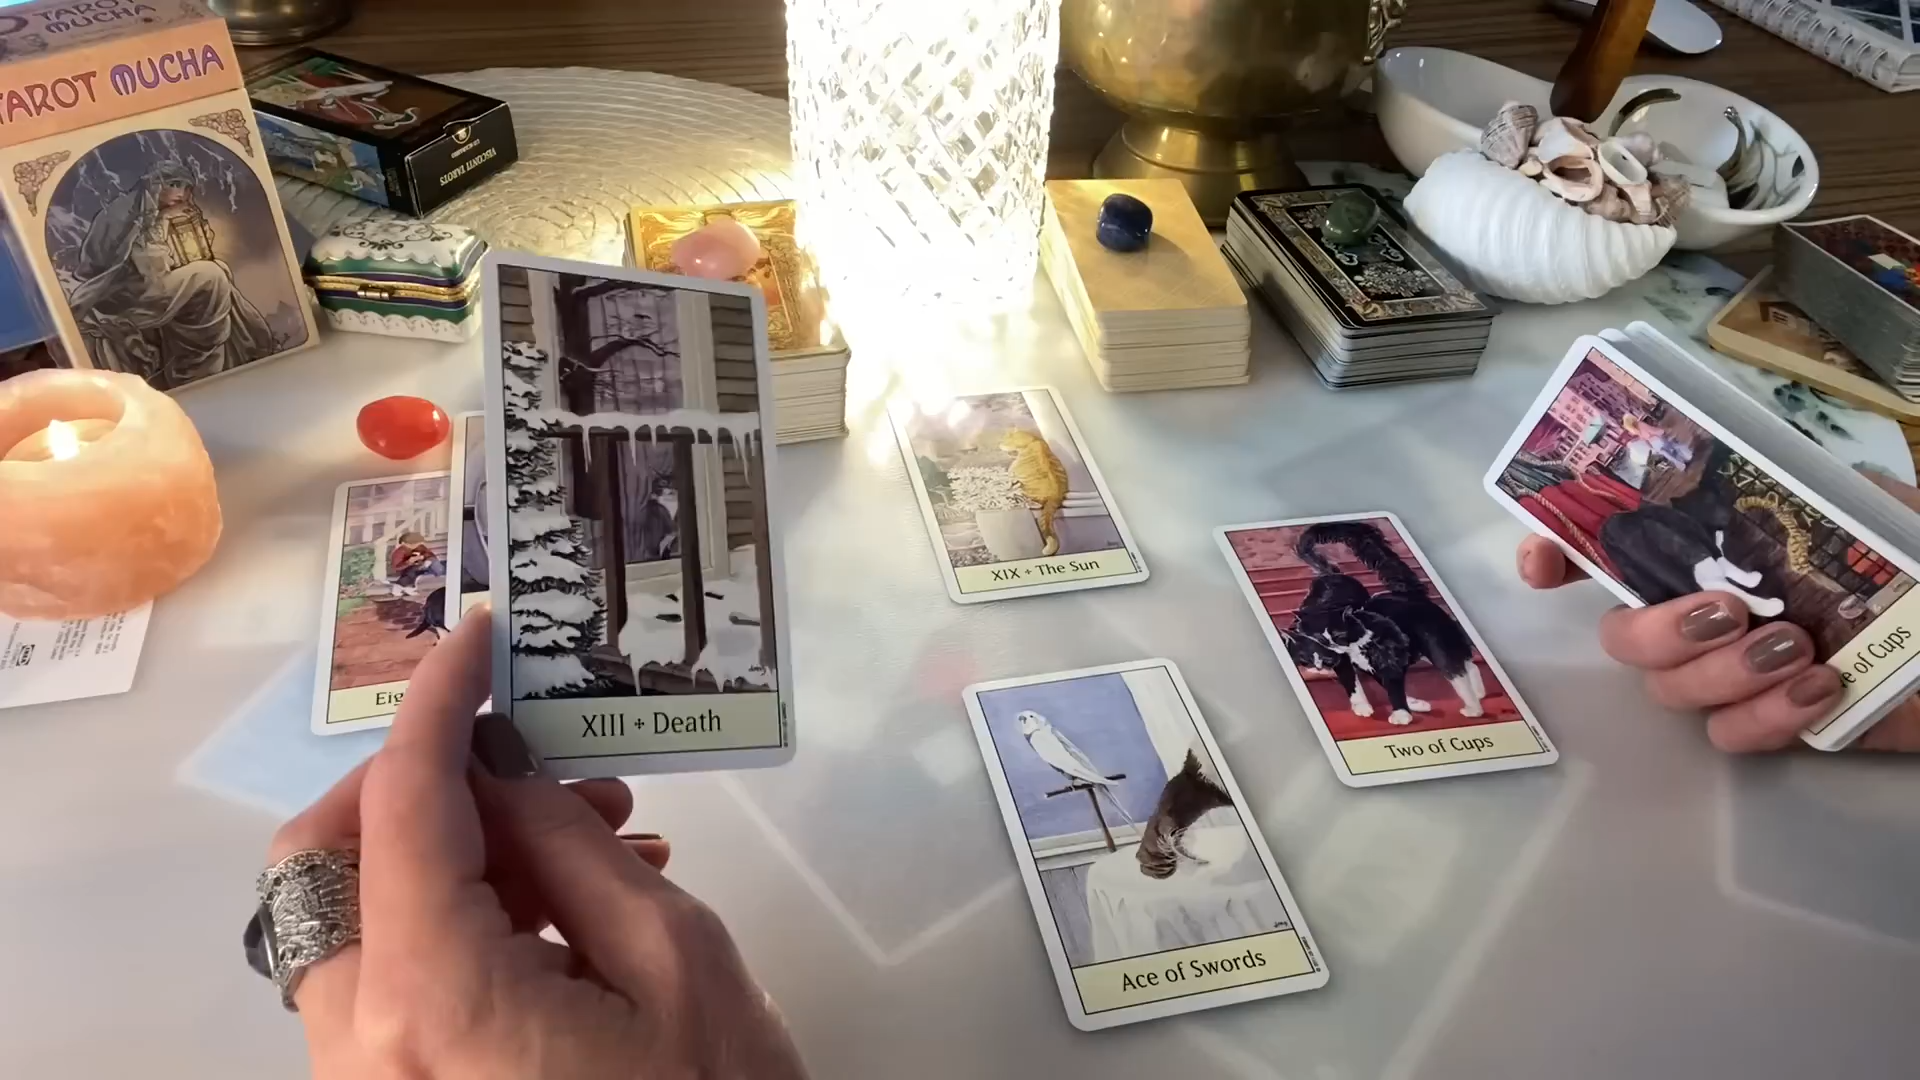 TAROT
MUCHA
TAROT MUCHA
VISCONTI TAROTS
XIX + The Sun
Eig
XIII + Death
Two of Cups
e of Cups
Ace of Swords